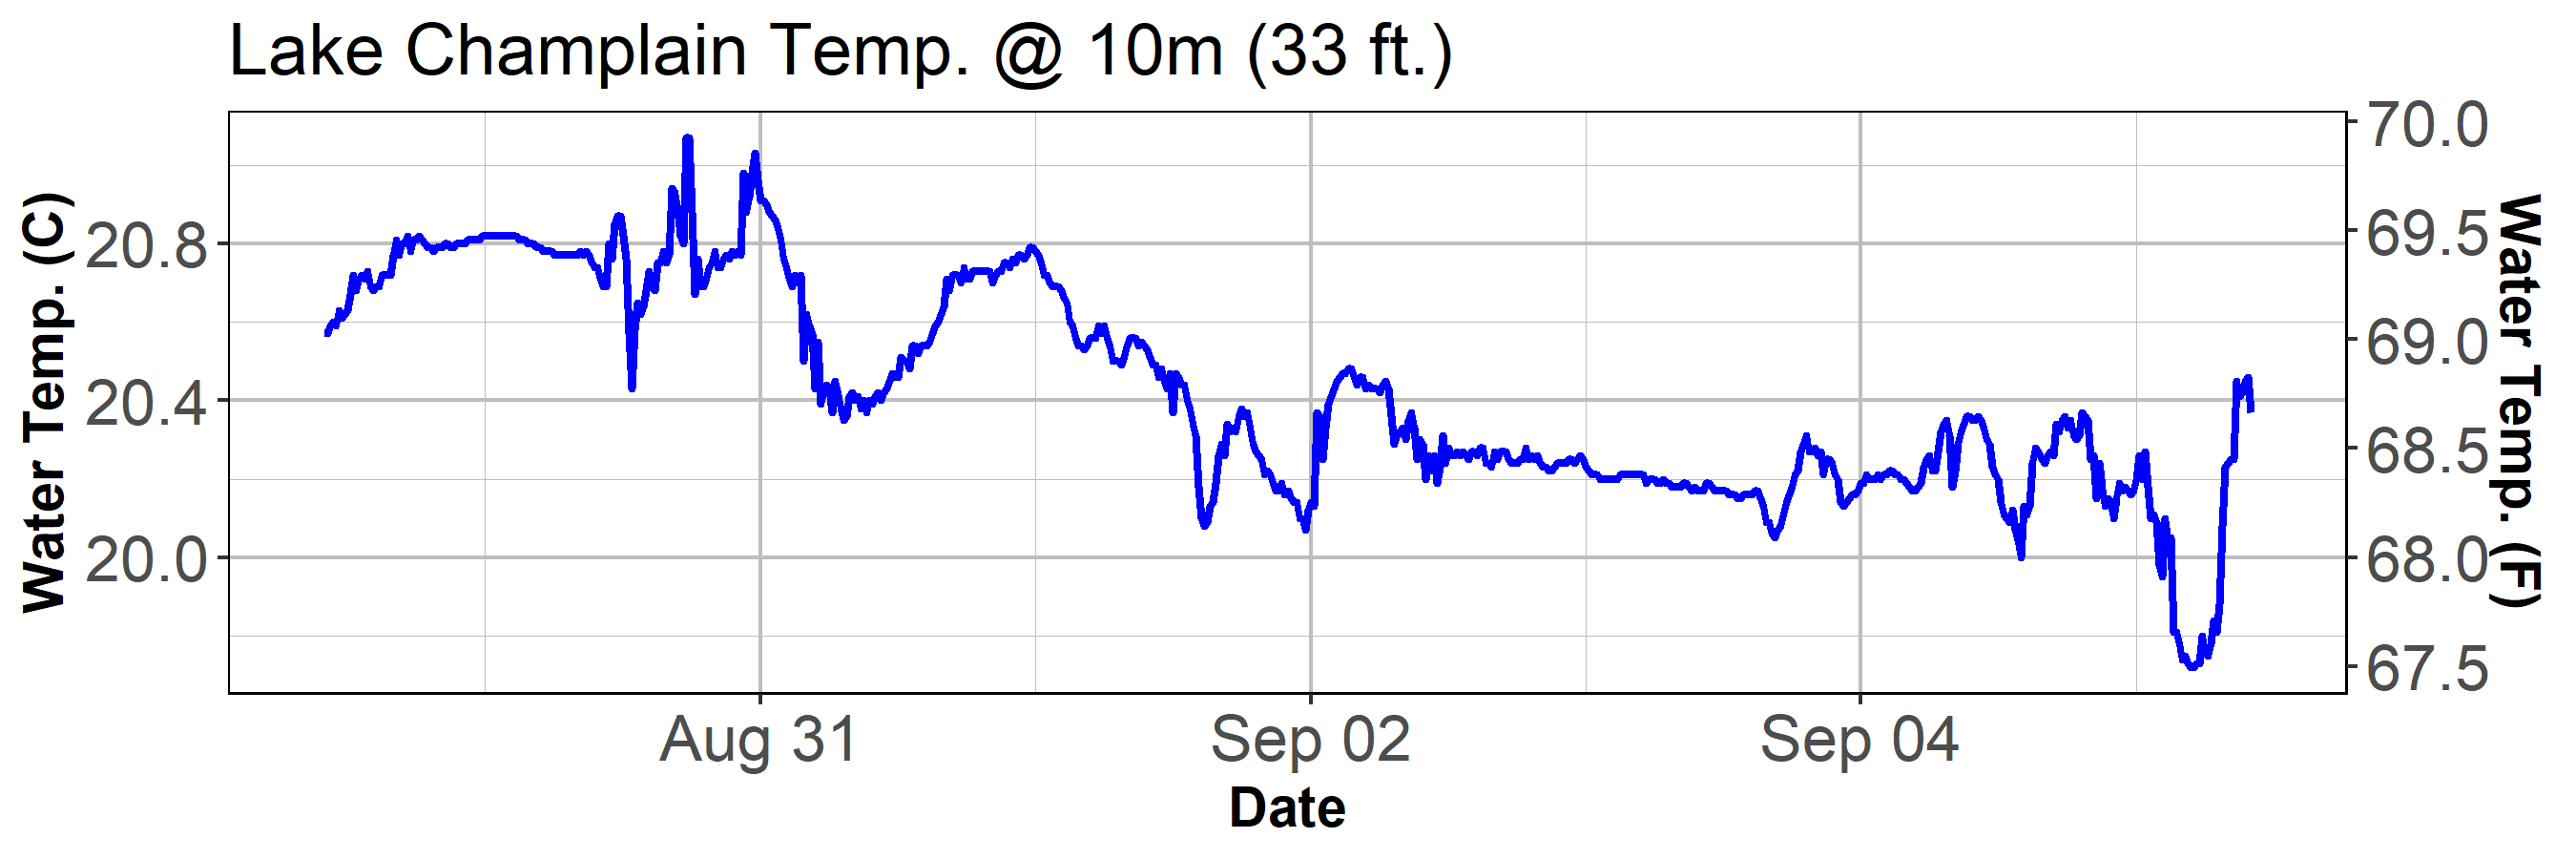 Lake Champlain Temp. @ 10m (33 ft.)
Water Temp. (C)
20.8
20.4
20.0
70.0
69.5
69.0
68.5
68.0
67.5
Water Temp. (F)
Aug 31
Sep 02
Sep 04
Date